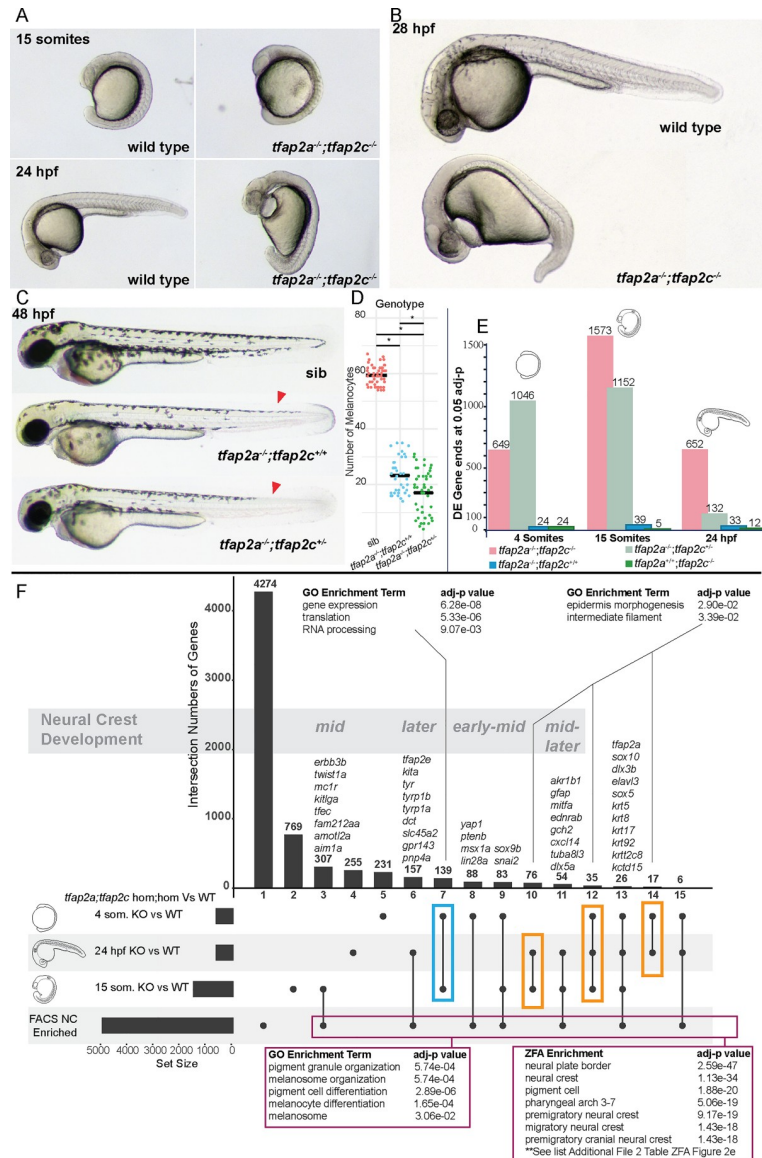 A
15 somites
wild type
tfap2a-/-;tfap2c-/-
24 hpf
wild type
tfap2a-/-;tfap2c-/-
B
28 hpf
wild type
tfap2a-/-;tfap2c-/-
C
48 hpf
sib
tfap2a-/-;tfap2c+/+
tfap2a-/-;tfap2c+/-
D
Genotype
Number of Melanocytes
80
60
40
20
* 
*
*
sib
tfap2a-/-;tfap2c+/+
tfap2a-/-;tfap2c+/-
E
DE Gene ends at 0.05 adj-p
1500
1000
500
100
0
649
1046
24
24
1573
1152
39
5
652
132
33
12
4 Somites
15 Somites
24 hpf
tfap2a-/-;tfap2c-/-
tfap2a-/-;tfap2c+/-
tfap2a-/-;tfap2c+/+
tfap2a+/+;tfap2c-/-
F
Intersection Numbers of Genes
4000
3000
2000
1000
0
GO Enrichment Term adj-p value
gene expression 6.28e-08
translation 5.33e-06
RNA processing 9.07e-03
GO Enrichment Term adj-p value
epidermis morphogenesis 2.90e-02
intermediate filament 3.39e-02
Neural Crest
Development
mid
later
early-mid
mid-
later
erbb3b
twist1a
mc1r
kitlga
tfec
fam212aa
amotl2a
aim1a
tfap2e
kita
tyr
tyrp1b
tyrp1a
dct
slc45a2
gpr143
pnp4a
yap1
ptenb
msx1a
lin28a
sox9b
snai2
akr1b1
gfap
mitfa
ednrab
gch2
cxcl14
tuba8l3
dlx5a
tfap2a
sox10
dlx3b
elavl3
sox5
krt5
krt8
krt17
krt92
krtt2c8
kctd15
4274
769
307
255
231
157
139
88
83
76
54
35
26
17
6
1 2 3 4 5 6 7 8 9 10 11 12 13 14 15
tfap2a;tfap2c hom;hom Vs WT
4 som. KO vs WT
24 hpf KO vs WT
15 som. KO vs WT
FACS NC
Enriched
5000 4000 3000 2000 1000 0
Set Size
GO Enrichment Term adj-p value
pigment granule organization 5.74e-04
melanosome organization 5.74e-04
pigment cell differentiation 2.89e-06
melanocyte differentiation 1.65e-04
melanosome 3.06e-02
ZFA Enrichment adj-p value
neural plate border 2.59e-47
neural crest 1.13e-34
pigment cell 1.88e-20
pharyngeal arch 3-7 5.06e-19
premigratory neural crest 9.17e-19
migratory neural crest 1.43e-18
premigratory cranial neural crest 1.43e-18
**See list Additional File 2 Table ZFA Figure 2e